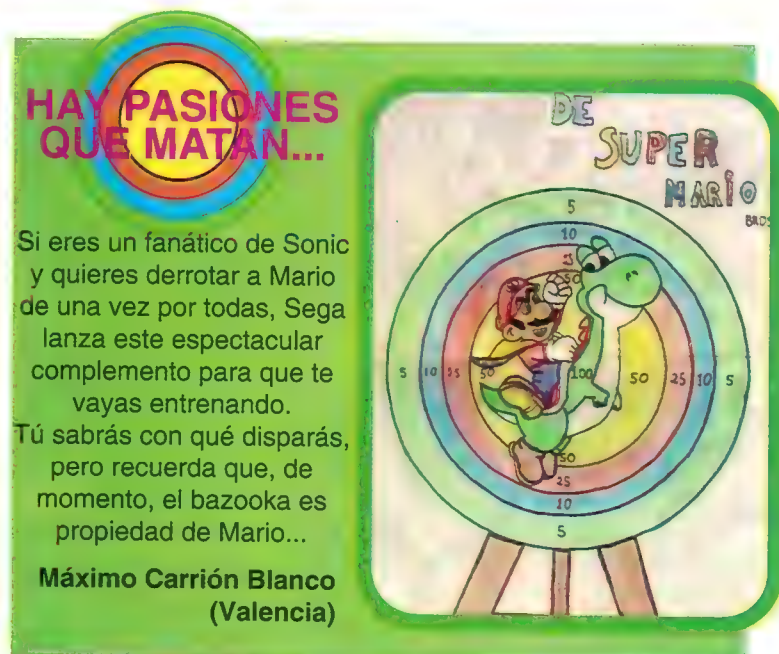 HAY PASIONES
QUE MATAN...
Si eres un fanático de Sonic
y quieres derrotar a Mario
de una vez por todas, Sega
lanza este espectacular
complemento para que te
vayas entrenando.
Tú sabrás con qué disparás,
pero recuerda que, de
momento, el bazooka es
propiedad de Mario...
Máximo Carrión Blanco
(Valencia)
DE
SUPER
MARIO
BROS
5
10
25
50
5 10 25 50 100 50 25 10 5
50
25
10
5